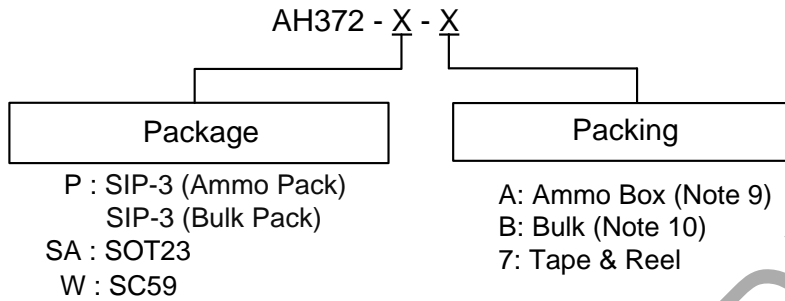 AH372 - X - X
Package
P : SIP-3 (Ammo Pack)
SIP-3 (Bulk Pack)
SA : SOT23
W : SC59
Packing
A: Ammo Box (Note 9)
B: Bulk (Note 10)
7: Tape & Reel